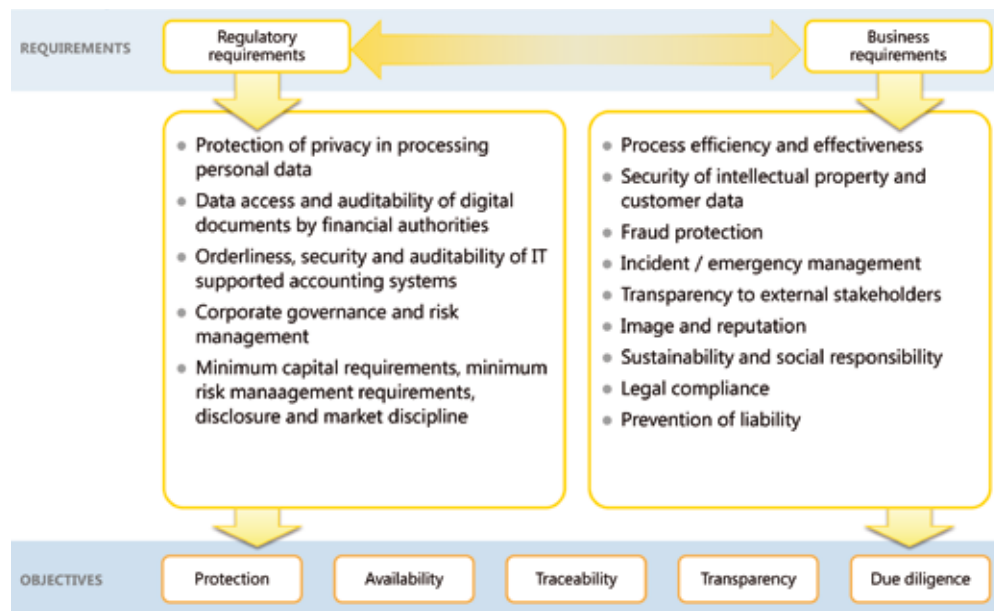 REQUIREMENTS
Regulatory
requirements
Business
requirements
• Protection of privacy in processing
personal data
• Data access and auditability of digital
documents by financial authorities
• Orderliness, security and auditability of IT
supported accounting systems
• Corporate governance and risk
management
• Minimum capital requirements, minimum
risk manaagement requirements,
disclosure and market discipline
• Process efficiency and effectiveness
• Security of intellectual property and
customer data
• Fraud protection
• Incident / emergency management
• Transparency to external stakeholders
• Image and reputation
• Sustainability and social responsibility
• Legal compliance
• Prevention of liability
OBJECTIVES
Protection
Availability
Traceability
Transparency
Due diligence